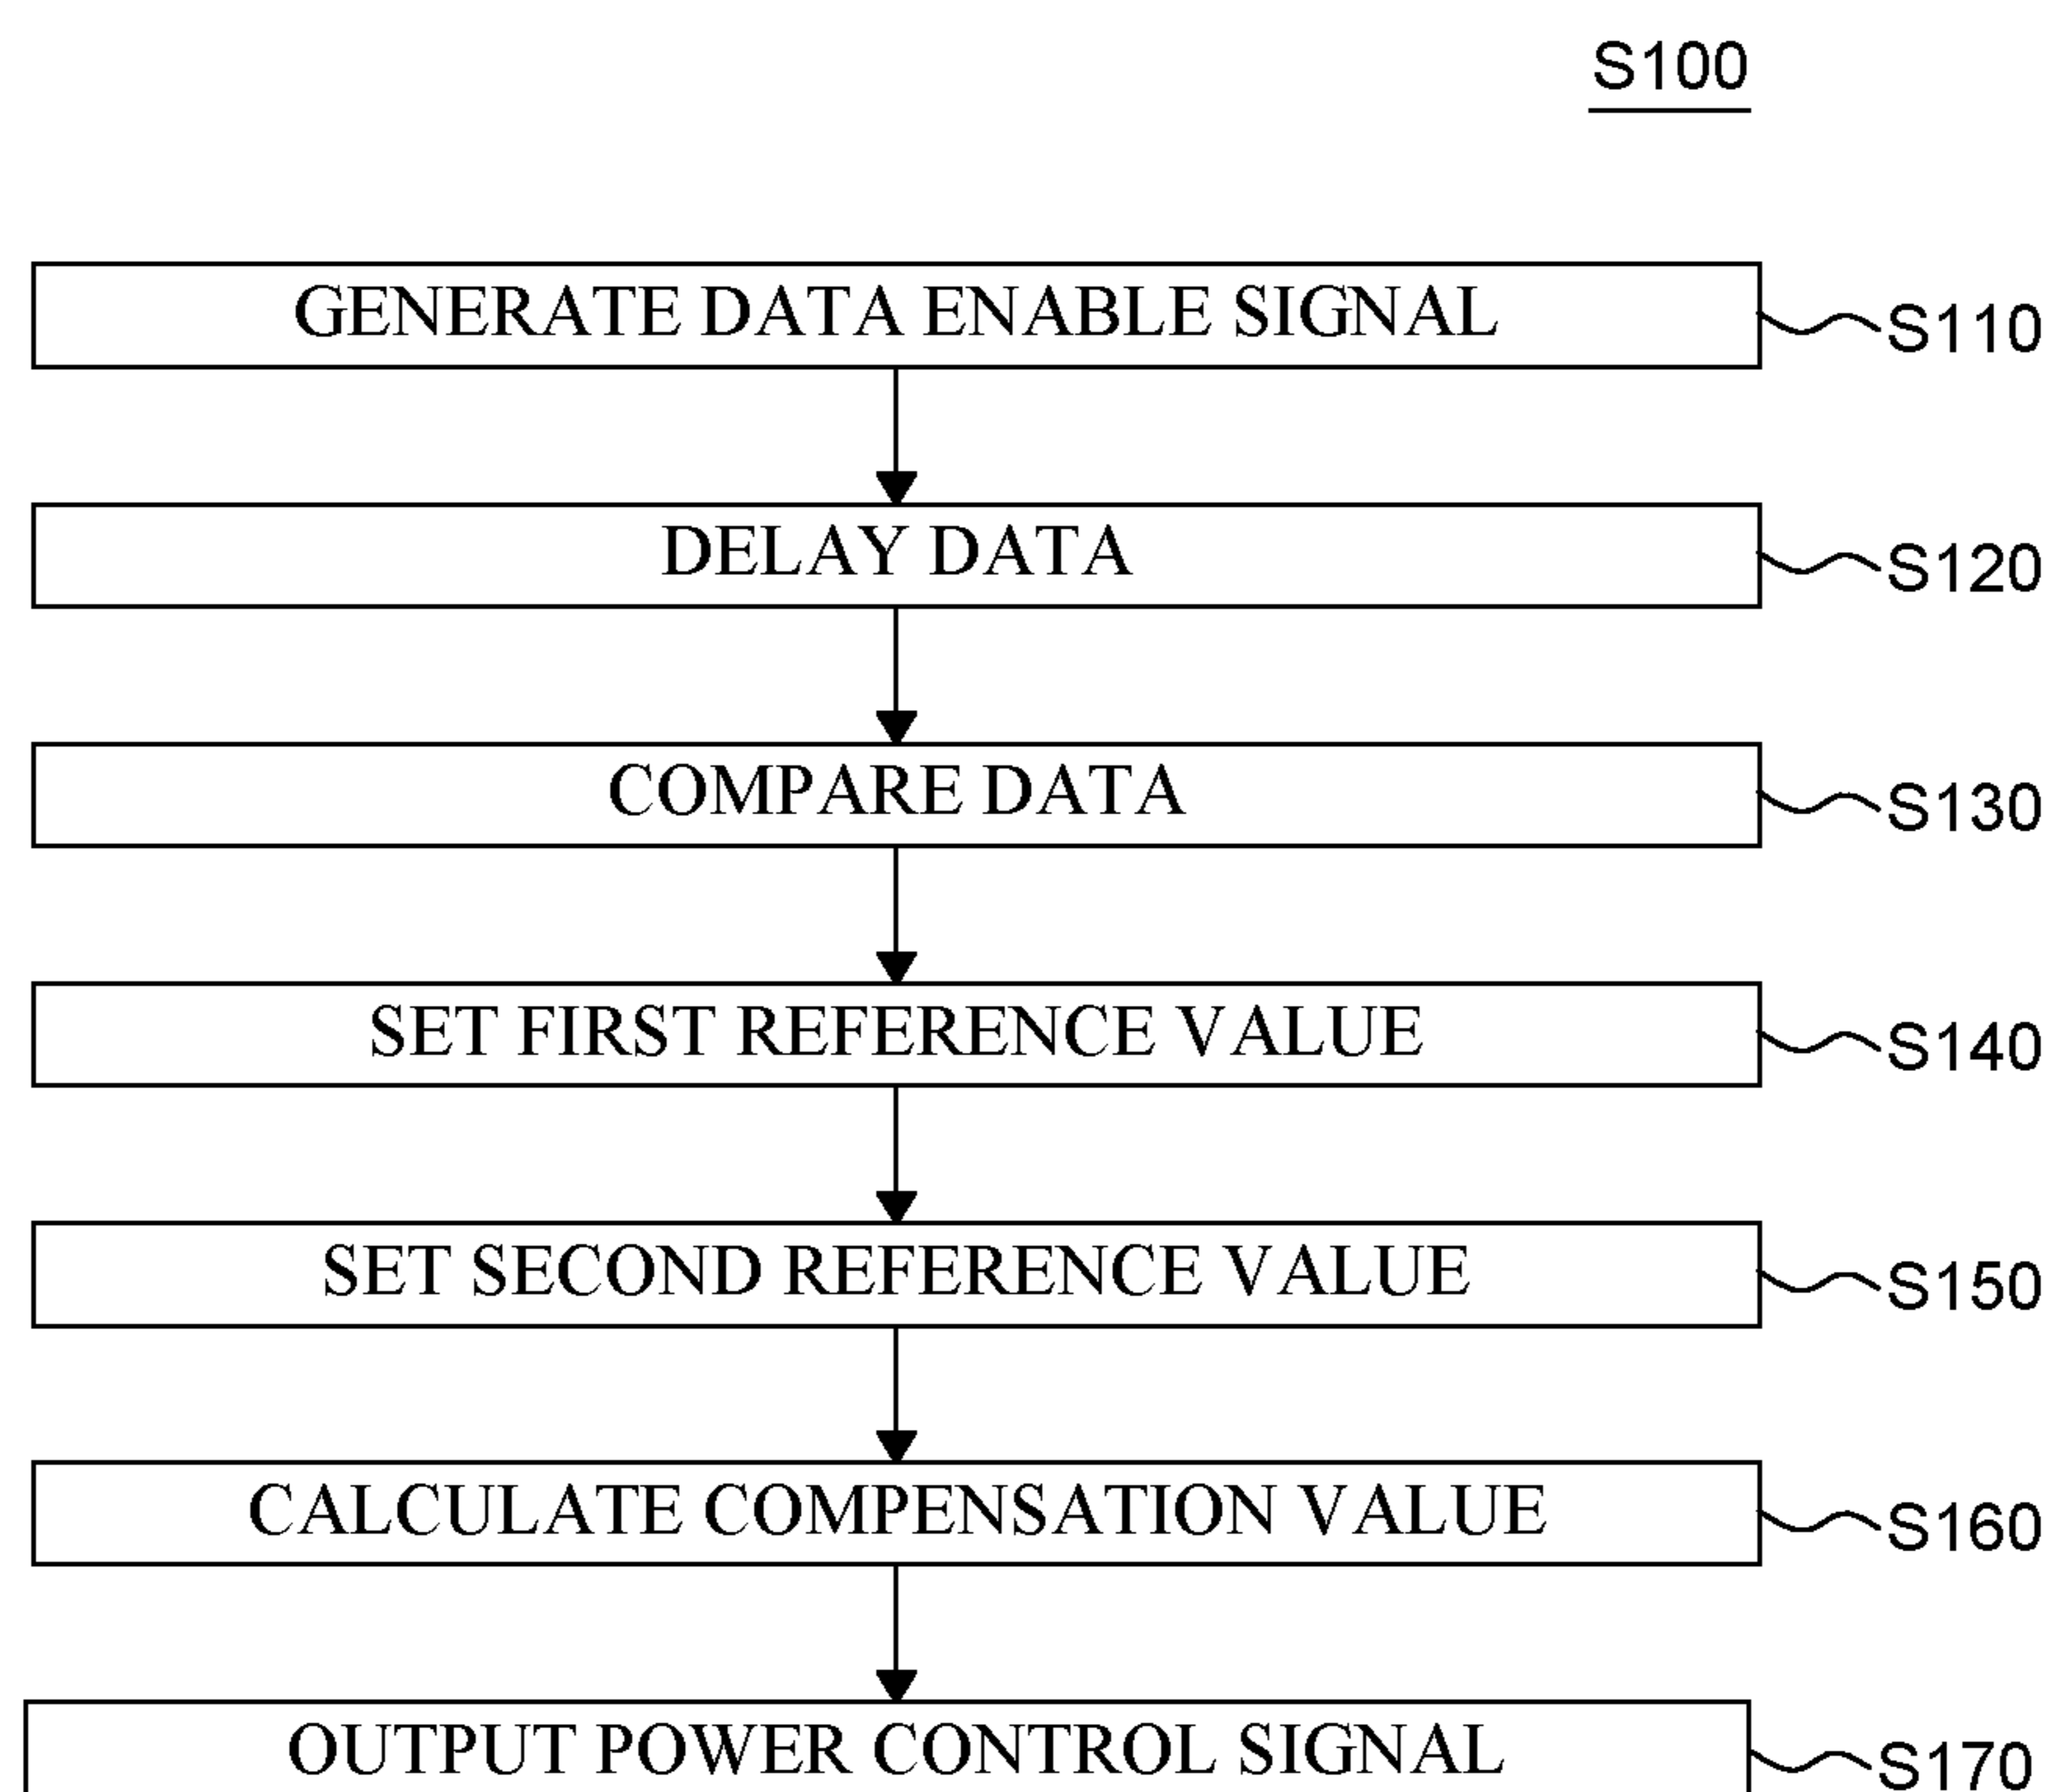 S100
GENERATE DATA ENABLE SIGNAL
S110
DELAY DATA
S120
COMPARE DATA
S130
SET FIRST REFERENCE VALUE
S140
SET SECOND REFERENCE VALUE
S150
CALCULATE COMPENSATION VALUE
S160
OUTPUT POWER CONTROL SIGNAL
S170